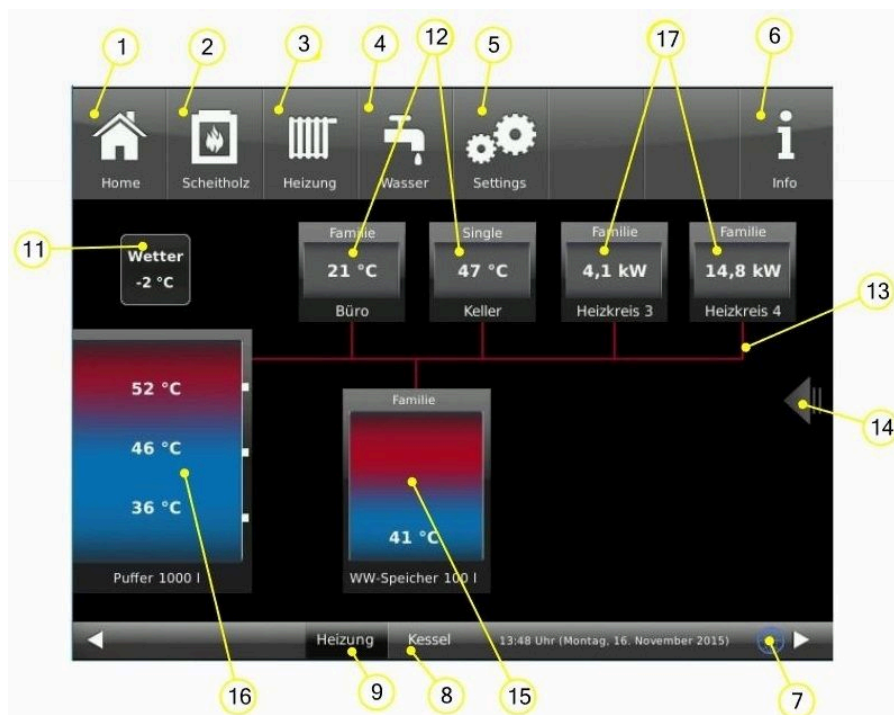 1
2
3
4
12
5
17
6
Home
Scheitholz
Heizung
Wasser
Settings
Info
11
Wetter
-2 °C
Familie
21 °C
Büro
Single
47 °C
Keller
Familie
4,1 kW
Heizkreis 3
Familie
14,8 kW
Heizkreis 4
13
14
52 °C
46 °C
36 °C
Puffer 1000 l
Familie
41 °C
WW-Speicher 100 l
Heizung
Kessel
13:48 Uhr (Montag, 16. November 2015)
16
9
8
15
7